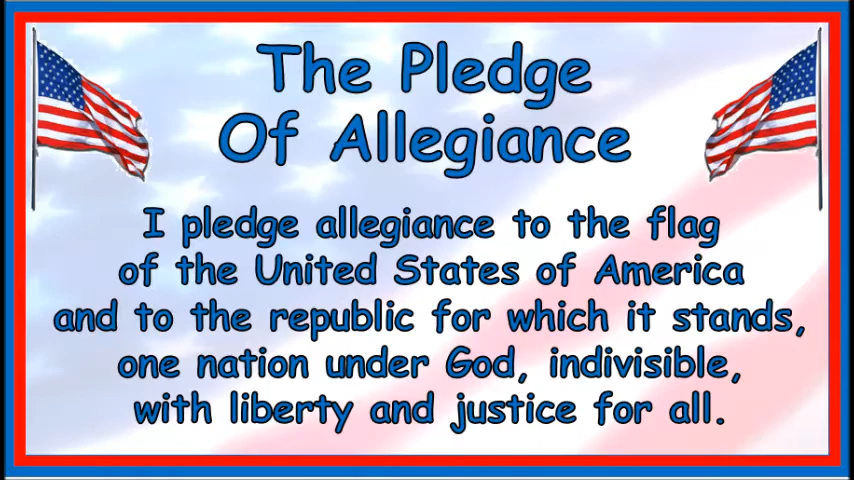 The Pledge
Of Allegiance
I pledge allegiance to the flag
of the United States of America
and to the republic for which it stands,
one nation under God, indivisible,
with liberty and justice for all.